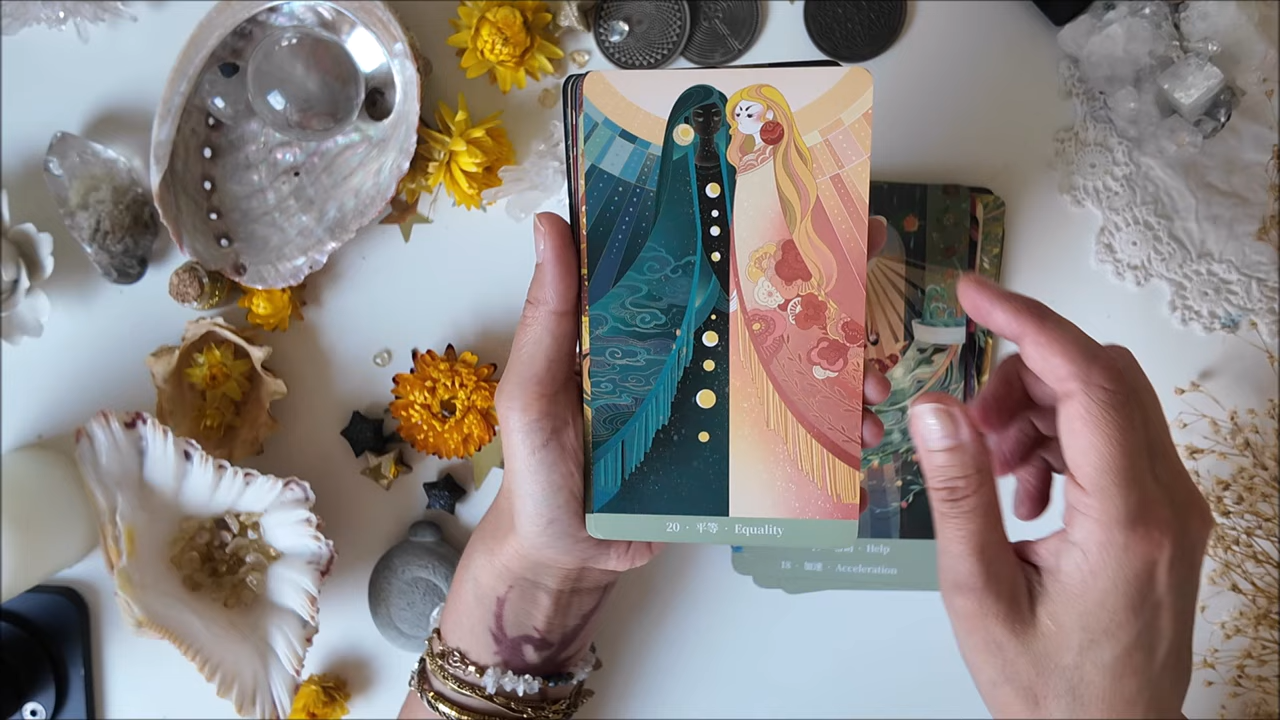 20 · 平等 · Equality
· Help
18 · 加速 · Acceleration